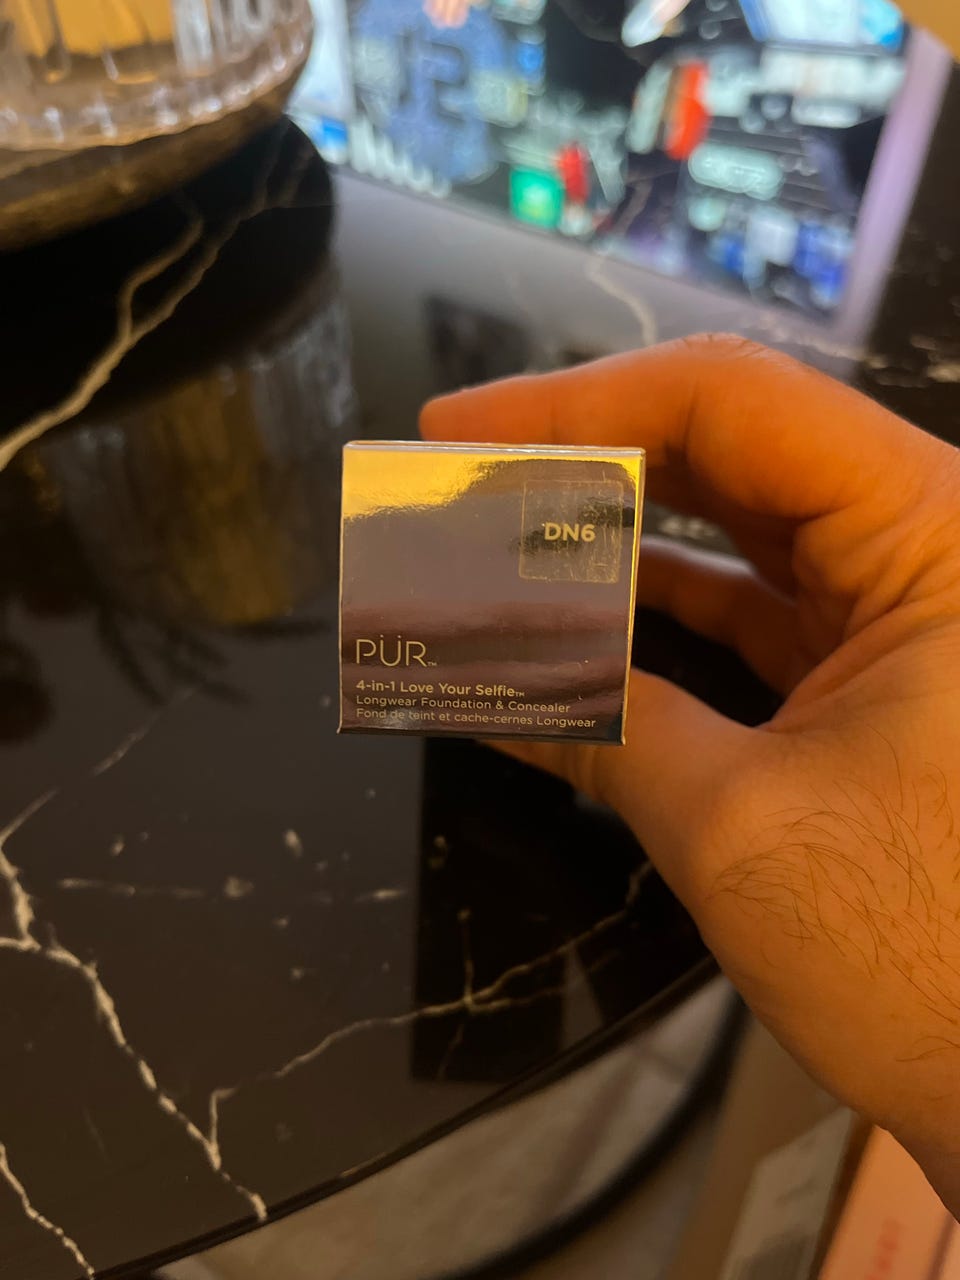 DN6
PÜR™
4-in-1 Love Your Selfie™
Longwear Foundation & Concealer
Fond de teint et cache-cernes Longwear